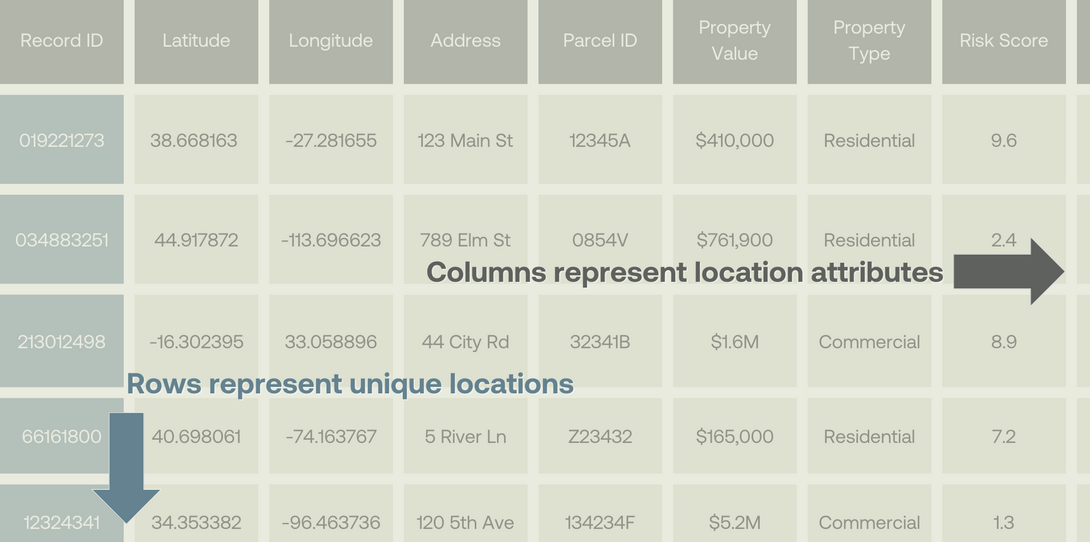 Record ID Latitude Longitude Address Parcel ID Property Value Property Type Risk Score
019221273 38.668163 -27.281655 123 Main St 12345A $410,000 Residential 9.6
034883251 44.917872 -113.696623 789 Elm St 0854V $761,900 Residential 2.4
Columns represent location attributes
213012498 -16.302395 33.058896 44 City Rd 32341B $1.6M Commercial 8.9
Rows represent unique locations
66161800 40.698061 -74.163767 5 River Ln Z23432 $165,000 Residential 7.2
12324341 34.353382 -96.463736 120 5th Ave 134234F $5.2M Commercial 1.3